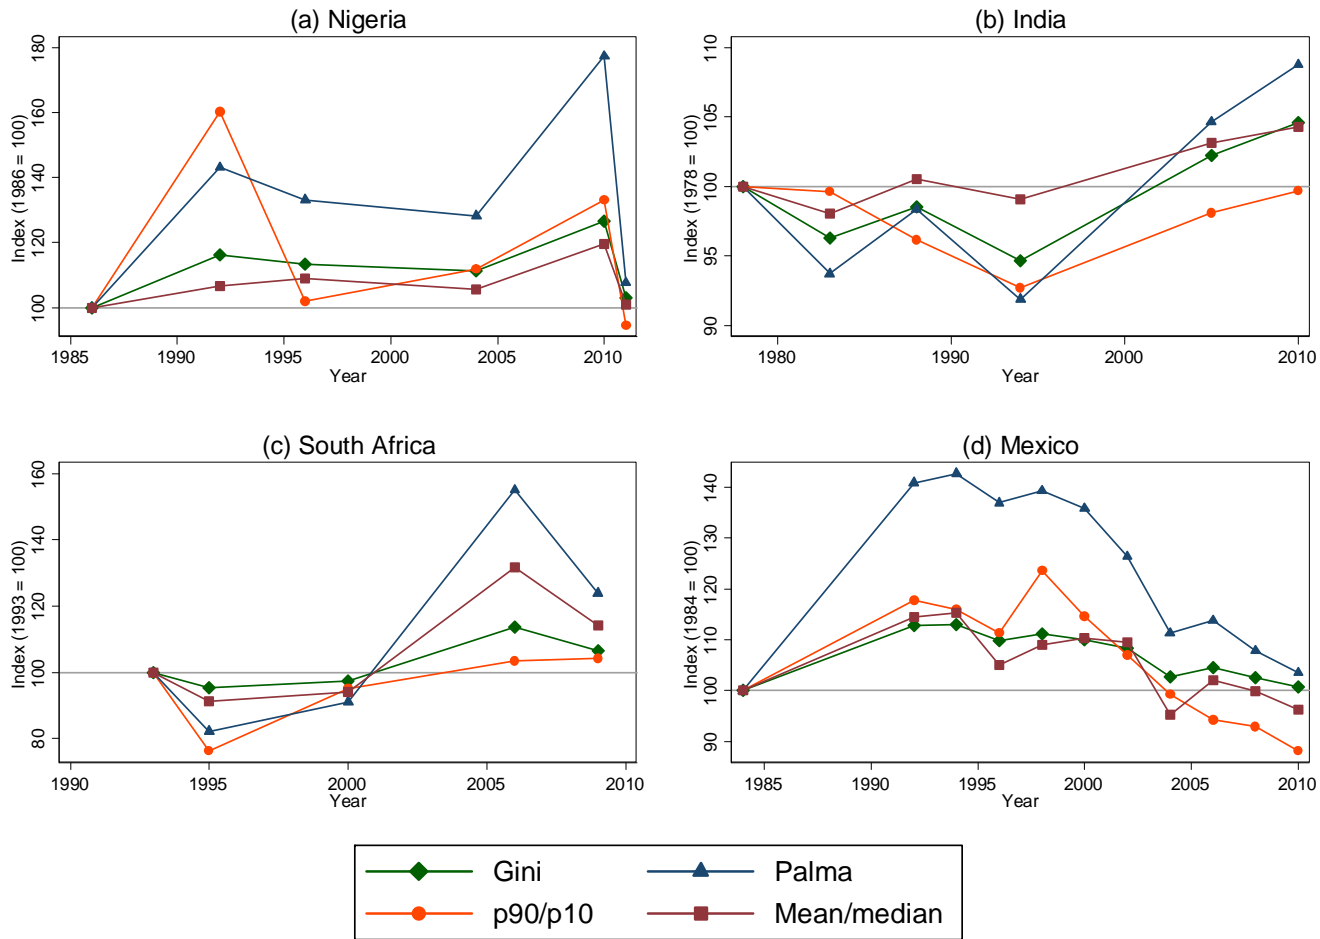 (a) Nigeria
Index (1986 = 100)
180
160
140
120
100
1985 1990 1995 2000 2005 2010
Year
(b) India
Index (1978 = 100)
110
105
100
95
90
1980 1990 2000 2010
Year
(c) South Africa
Index (1993 = 100)
160
140
120
100
80
1990 1995 2000 2005 2010
Year
(d) Mexico
Index (1984 = 100)
140
130
120
110
100
90
1985 1990 1995 2000 2005 2010
Year
Gini Palma
p90/p10 Mean/median